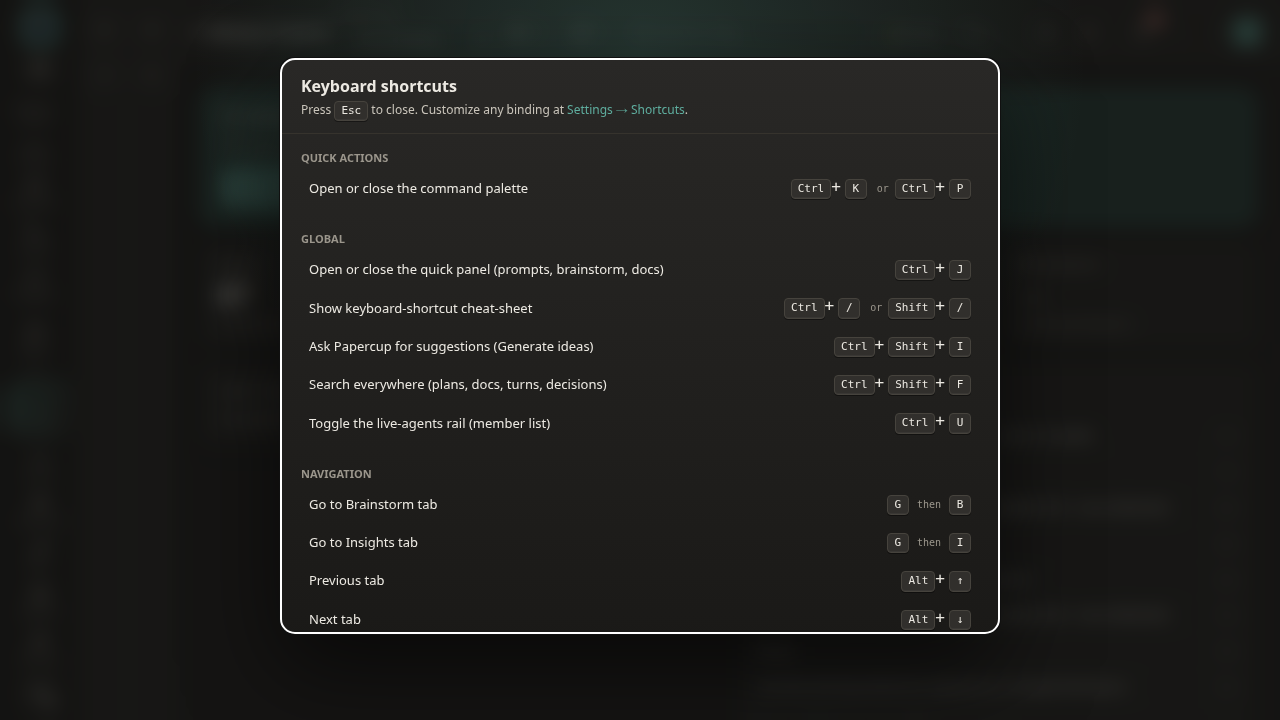 Keyboard shortcuts
Press Esc to close. Customize any binding at Settings → Shortcuts.
QUICK ACTIONS
Open or close the command palette Ctrl + K or Ctrl + P
GLOBAL
Open or close the quick panel (prompts, brainstorm, docs) Ctrl + J
Show keyboard-shortcut cheat-sheet Ctrl + / or Shift + /
Ask Papercup for suggestions (Generate ideas) Ctrl + Shift + I
Search everywhere (plans, docs, turns, decisions) Ctrl + Shift + F
Toggle the live-agents rail (member list) Ctrl + U
NAVIGATION
Go to Brainstorm tab G then B
Go to Insights tab G then I
Previous tab Alt + ↑
Next tab Alt + ↓